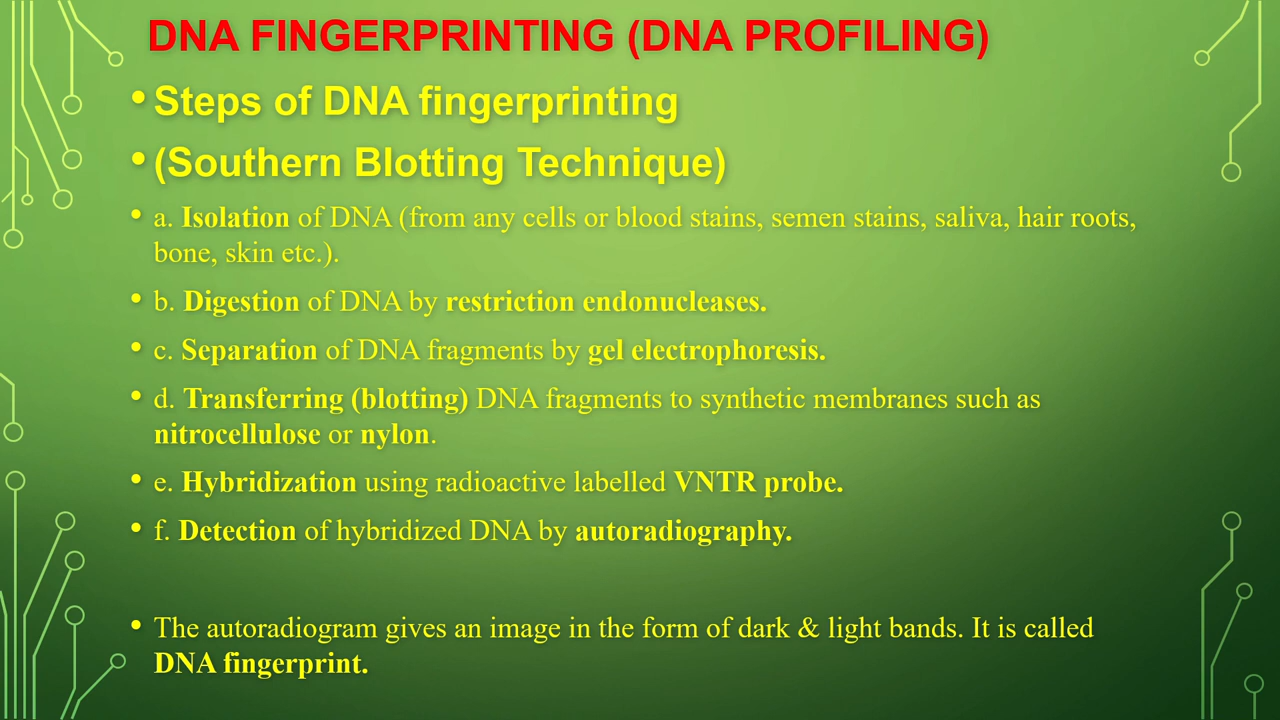 DNA FINGERPRINTING (DNA PROFILING)
• Steps of DNA fingerprinting
• (Southern Blotting Technique)
• a. Isolation of DNA (from any cells or blood stains, semen stains, saliva, hair roots,
bone, skin etc.).
• b. Digestion of DNA by restriction endonucleases.
• c. Separation of DNA fragments by gel electrophoresis.
• d. Transferring (blotting) DNA fragments to synthetic membranes such as
nitrocellulose or nylon.
• e. Hybridization using radioactive labelled VNTR probe.
• f. Detection of hybridized DNA by autoradiography.
• The autoradiogram gives an image in the form of dark & light bands. It is called
DNA fingerprint.